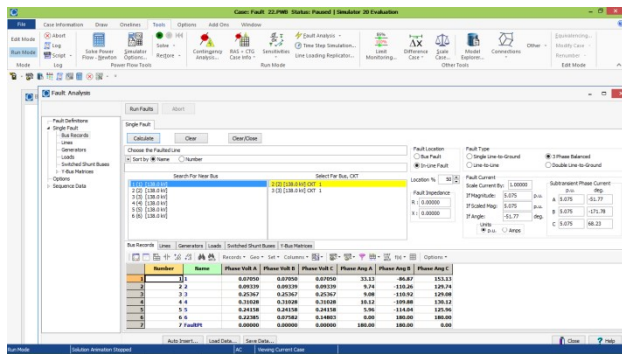 Case: Fault 22.PWB Status: Paused | Simulator 20 Evaluation
File Case Information Draw Onelines Tools Options Add Ons Window
Edit Mode
Run Mode
Abort
Log
Script
Solve Power Flow - Newton
Simulator Options...
Solve
Restore
Contingency Analysis...
RAS + CTG Case Info
Sensitivities
Fault Analysis
Time Step Simulation...
Line Loading Replicator...
Limit Monitoring...
Difference Case
Scale Case...
Model Explorer...
Connections
Other
Equivalencing...
Modify Case
Renumber
Mode Log Power Flow Tools Run Mode Other Tools Edit Mode
Fault Analysis
Run Faults Abort
Fault Definitions
Single Fault
Bus Records
Lines
Generators
Loads
Switched Shunt Buses
Y-Bus Matrices
Options
Sequence Data
Single Fault
Calculate Clear Clear/Close
Choose the Faulted Line
Sort by Name Number
Search For Near Bus Select Far Bus, CKT
1 (1) [138.0 kV]
2 (2) [138.0 kV]
3 (3) [138.0 kV]
4 (4) [138.0 kV]
5 (5) [138.0 kV]
6 (6) [138.0 kV]
2 (2) [138.0 kV] CKT 1
3 (3) [138.0 kV] CKT 1
Fault Location
Bus Fault
In-Line Fault
Location % 50
Fault Impedance
R : 0.00000
X : 0.00000
Fault Type
Single Line-to-Ground 3 Phase Balanced
Line-to-Line Double Line-to-Ground
Fault Current
Scale Current By: 1.00000
If Magnitude: 5.075 p.u.
If Scaled Mag: 5.075 p.u.
If Angle: -51.77 deg.
Units
p.u. Amps
Subtransient Phase Current
p.u. deg.
A 5.075 -51.77
B 5.075 -171.78
C 5.075 68.23
Bus Records Lines Generators Loads Switched Shunt Buses Y-Bus Matrices
Records Geo Set Columns Options
Number Name Phase Volt A Phase Volt B Phase Volt C Phase Ang A Phase Ang B Phase Ang C
1 1 1 0.07050 0.07050 0.07050 33.13 -86.87 153.13
2 2 2 0.09339 0.09339 0.09339 9.74 -110.26 129.74
3 3 3 0.25367 0.25367 0.25367 9.08 -110.92 129.08
4 4 4 0.31028 0.31028 0.31028 10.12 -109.88 130.12
5 5 5 0.24158 0.24158 0.24158 5.96 -114.04 125.96
6 6 6 0.22385 0.07582 0.14803 0.00 180.00 180.00
7 7 FaultPt 0.00000 0.00000 0.00000 180.00 180.00 0.00
Auto Insert... Load Data... Save Data... Close ? Help
Run Mode Solution Animation Stopped AC Viewing Current Case